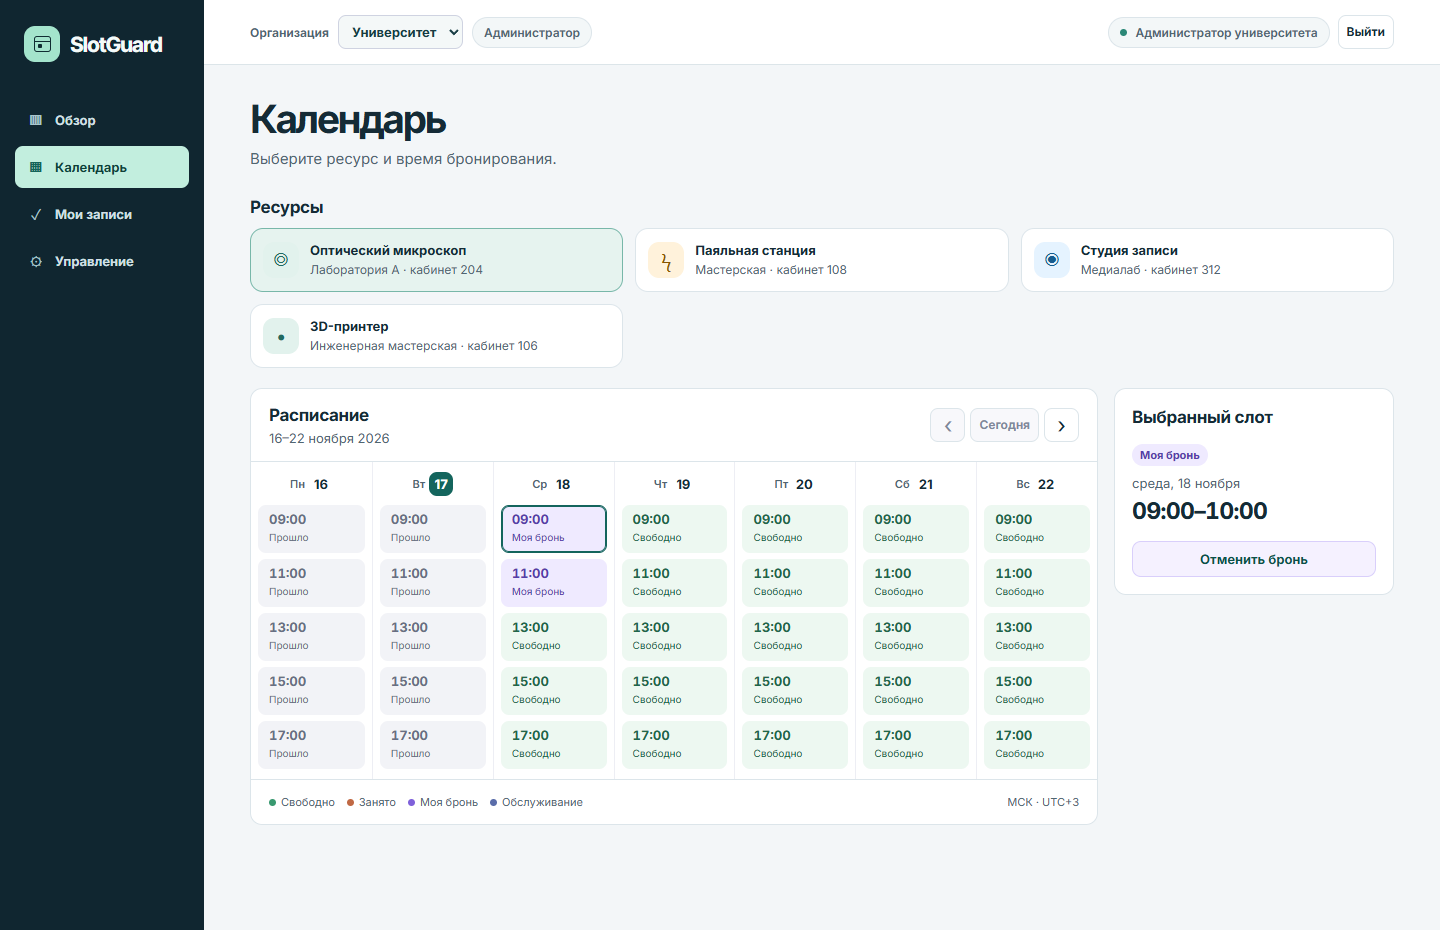 SlotGuard
Обзор
Календарь
Мои записи
Управление
Организация Университет Администратор
Администратор университета Выйти
Календарь
Выберите ресурс и время бронирования.
Ресурсы
Оптический микроскоп
Лаборатория А · кабинет 204
Паяльная станция
Мастерская · кабинет 108
Студия записи
Медиалаб · кабинет 312
3D-принтер
Инженерная мастерская · кабинет 106
Расписание
16–22 ноября 2026
Сегодня
Пн 16 Вт 17 Ср 18 Чт 19 Пт 20 Сб 21 Вс 22
09:00 09:00 09:00 09:00 09:00 09:00 09:00
Прошло Прошло Моя бронь Свободно Свободно Свободно Свободно
11:00 11:00 11:00 11:00 11:00 11:00 11:00
Прошло Прошло Моя бронь Свободно Свободно Свободно Свободно
13:00 13:00 13:00 13:00 13:00 13:00 13:00
Прошло Прошло Свободно Свободно Свободно Свободно Свободно
15:00 15:00 15:00 15:00 15:00 15:00 15:00
Прошло Прошло Свободно Свободно Свободно Свободно Свободно
17:00 17:00 17:00 17:00 17:00 17:00 17:00
Прошло Прошло Свободно Свободно Свободно Свободно Свободно
Свободно Занято Моя бронь Обслуживание МСК · UTC+3
Выбранный слот
Моя бронь
среда, 18 ноября
09:00–10:00
Отменить бронь